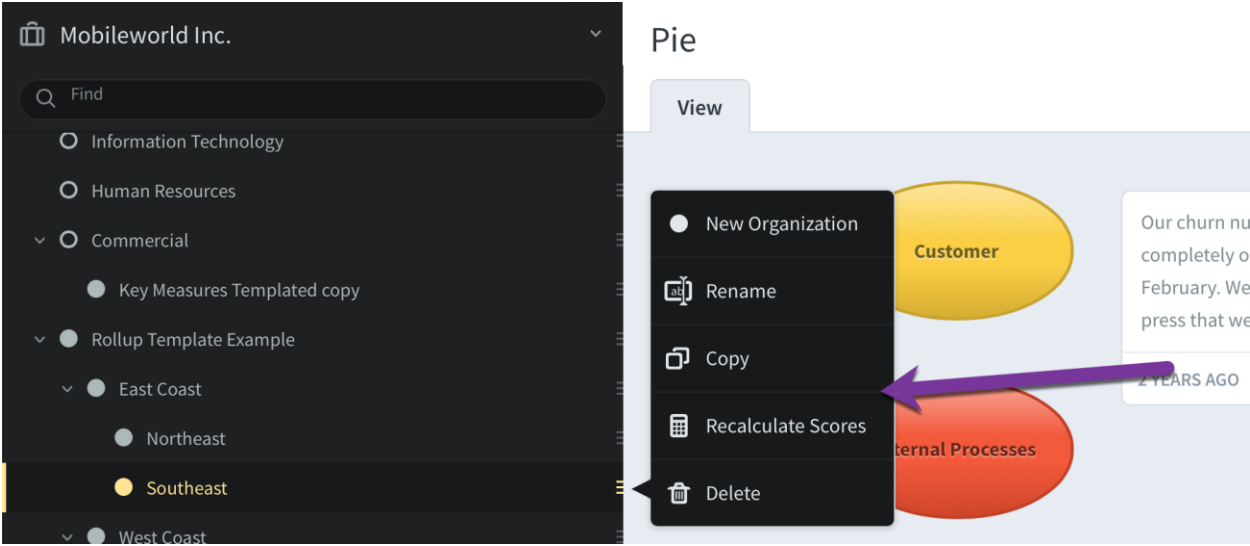 Mobileworld Inc.
Find
Information Technology
Human Resources
Commercial
Key Measures Templated copy
Rollup Template Example
East Coast
Northeast
Southeast
West Coast
Pie
View
New Organization
Rename
Copy
Recalculate Scores
Delete
Customer
ternal Processes
Our churn nu
completely o
February. We
press that we
2 YEARS AGO